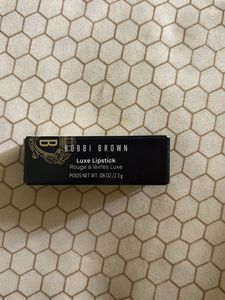 B
BOBBI BROWN
Luxe Lipstick
Rouge à lèvres Luxe
POIDS NET WT. .08 OZ./2.3 g